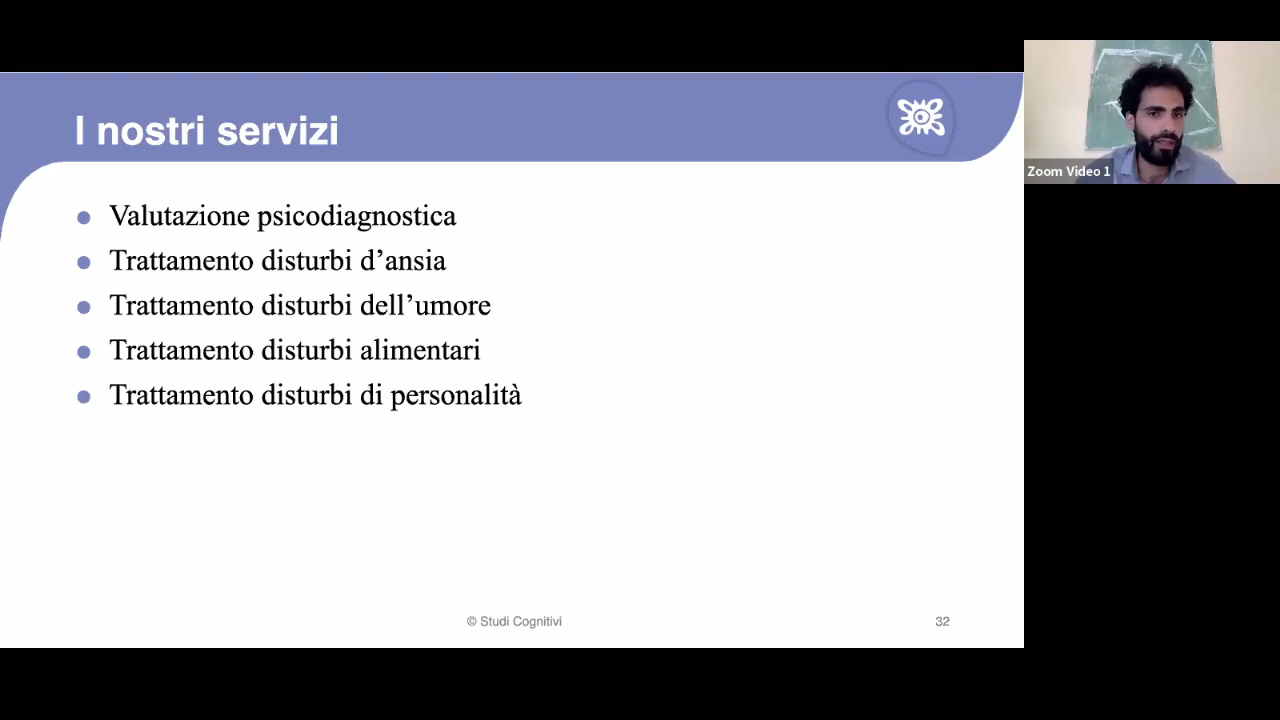 I nostri servizi
Zoom Video 1
Valutazione psicodiagnostica
Trattamento disturbi d’ansia
Trattamento disturbi dell’umore
Trattamento disturbi alimentari
Trattamento disturbi di personalità
© Studi Cognitivi
32